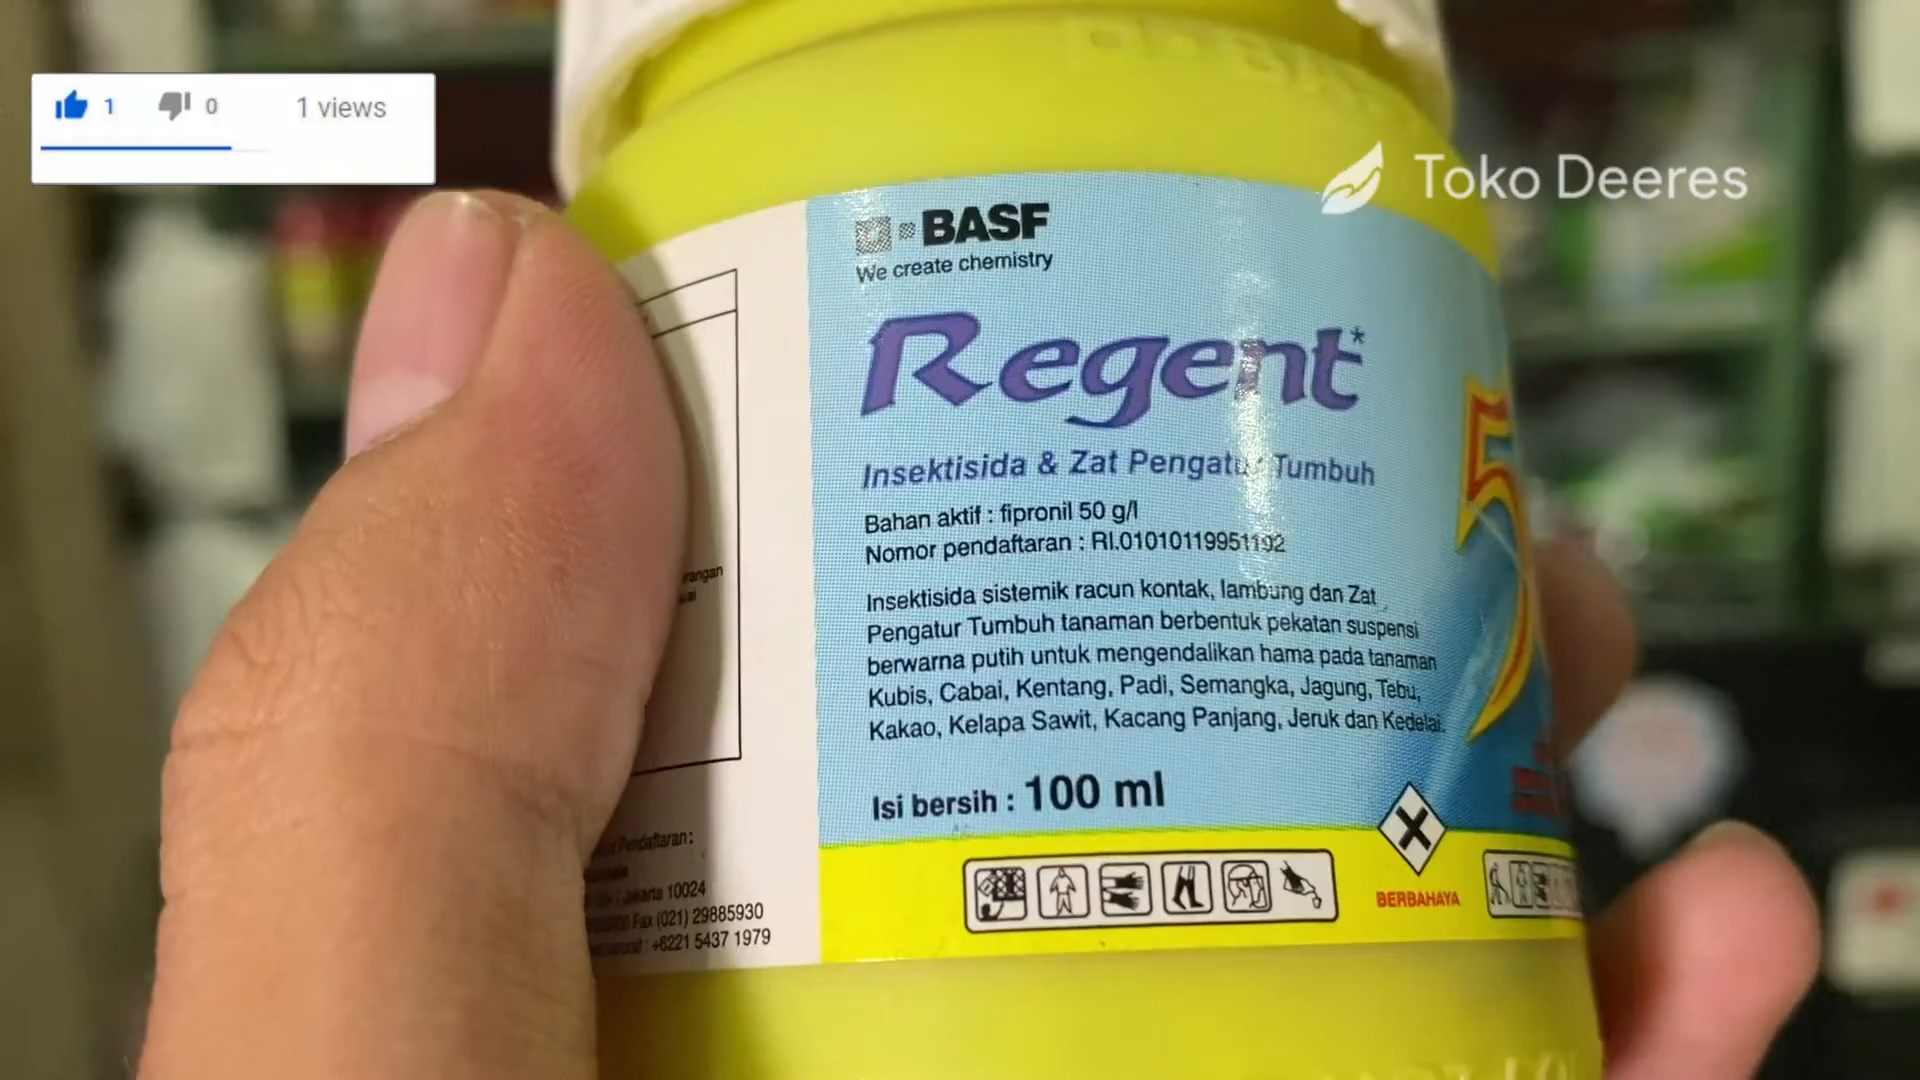 1 0 1 views
Toko Deeres
BASF
We create chemistry
Regent*
Insektisida & Zat Pengatur Tumbuh
Bahan aktif : fipronil 50 g/l
Nomor pendaftaran : RI.01010119951192
Insektisida sistemik racun kontak, lambung dan Zat
Pengatur Tumbuh tanaman berbentuk pekatan suspensi
berwarna putih untuk mengendalikan hama pada tanaman
Kubis, Cabai, Kentang, Padi, Semangka, Jagung, Tebu,
Kakao, Kelapa Sawit, Kacang Panjang, Jeruk dan Kedelai.
Isi bersih : 100 ml
BERBAHAYA
5
Pendaftaran:
Jakarta 10024
Fax (021) 29885930
: +6221 5437 1979